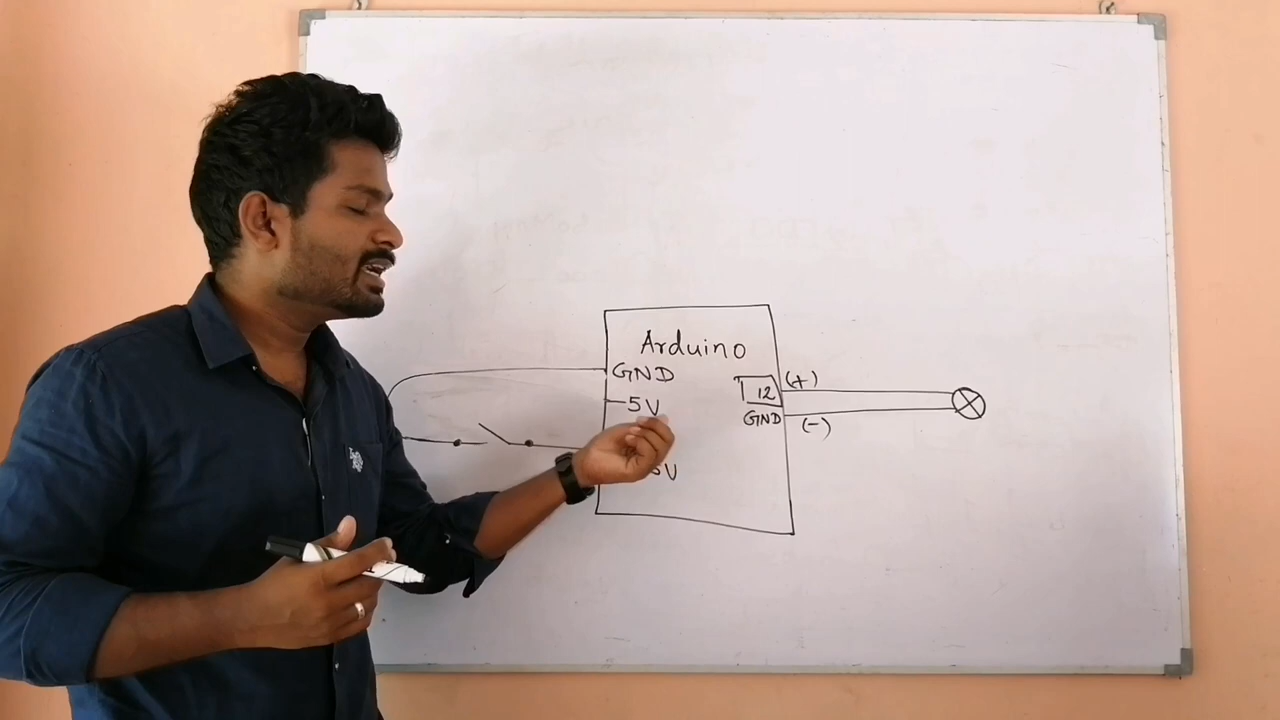 Arduino
GND
5V
12
(+)
GND
(-)